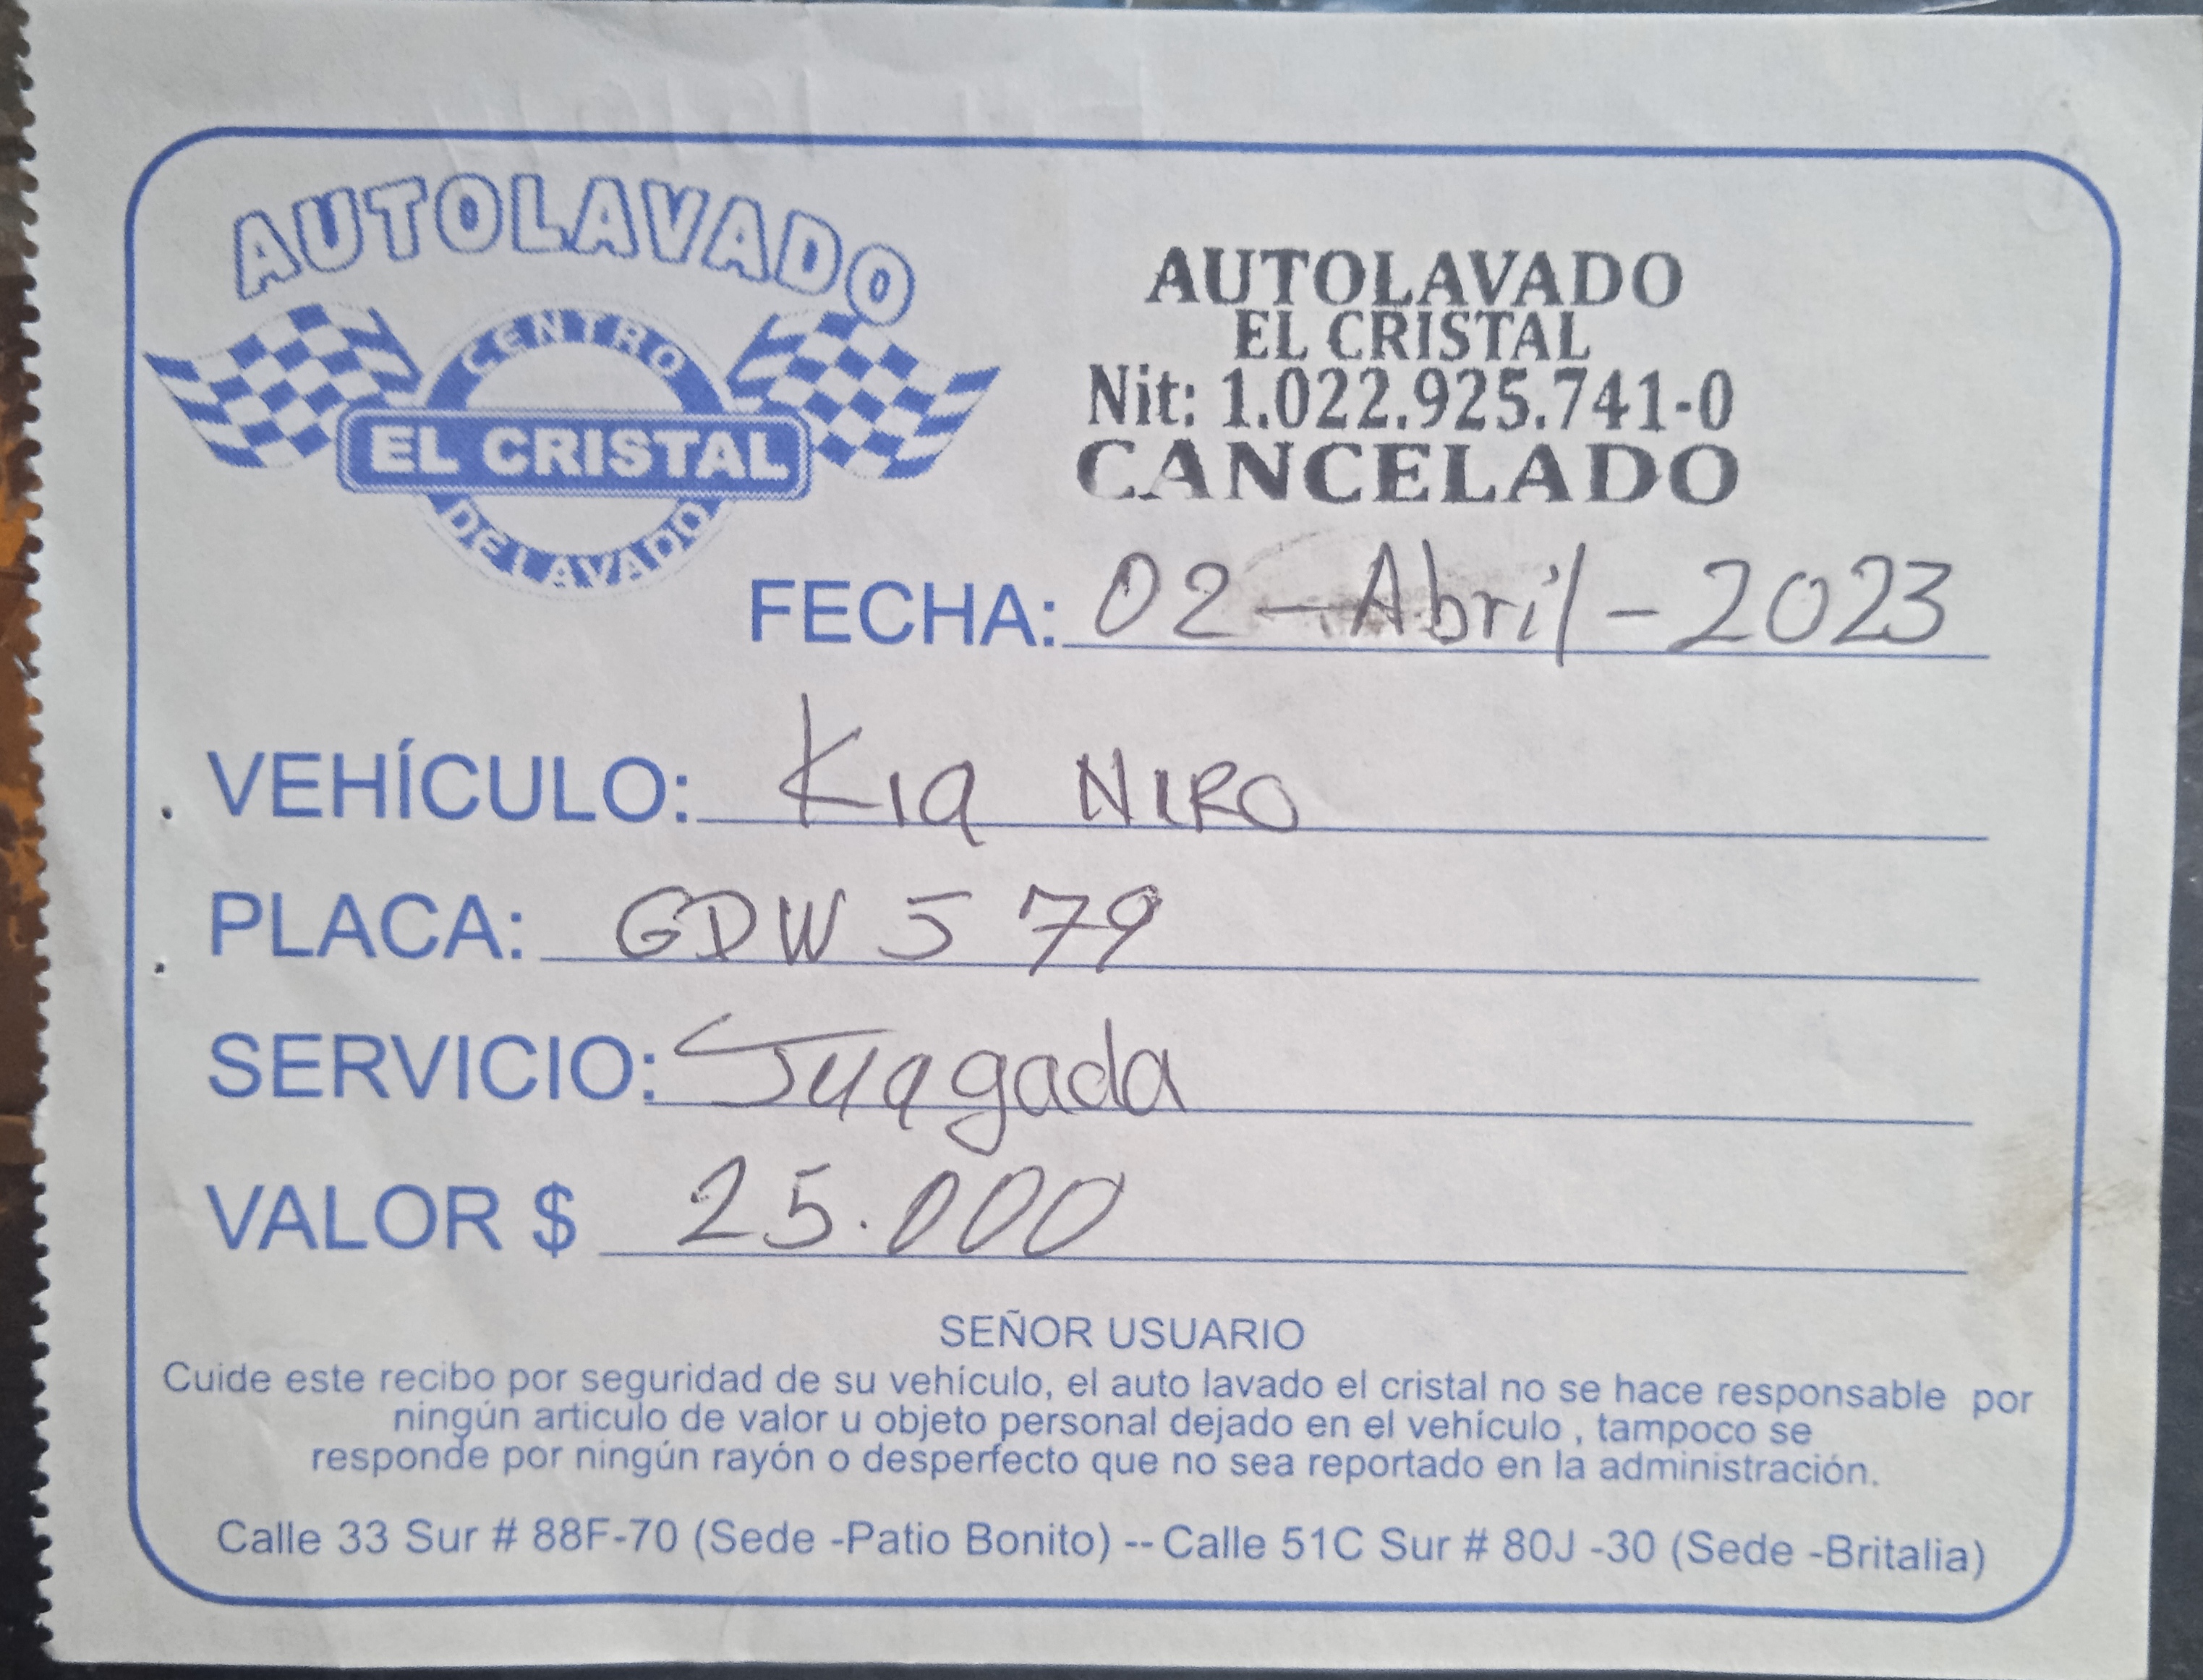 AUTOLAVADO
CENTRO
EL CRISTAL
DE LAVADO
AUTOLAVADO
EL CRISTAL
Nit: 1.022.925.741-0
CANCELADO
FECHA: 02-Abril-2023
VEHÍCULO: Kia NIRO
PLACA: GDW 579
SERVICIO: Juagada
VALOR $ 25.000
SEÑOR USUARIO
Cuide este recibo por seguridad de su vehículo, el auto lavado el cristal no se hace responsable por
ningún articulo de valor u objeto personal dejado en el vehículo , tampoco se
responde por ningún rayón o desperfecto que no sea reportado en la administración.
Calle 33 Sur # 88F-70 (Sede -Patio Bonito) -- Calle 51C Sur # 80J -30 (Sede -Britalia)